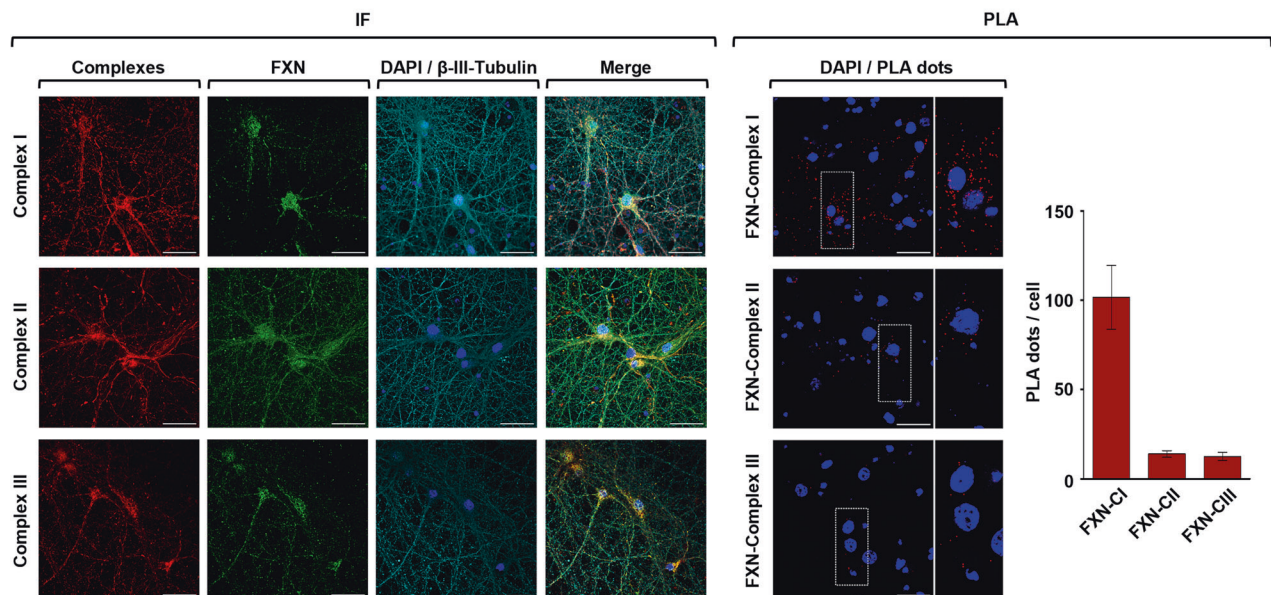 IF
PLA
Complexes
FXN
DAPI / β-III-Tubulin
Merge
DAPI / PLA dots
Complex I
Complex II
Complex III
FXN-Complex I
FXN-Complex II
FXN-Complex III
PLA dots / cell
150
100
50
0
FXN-CI
FXN-CII
FXN-CIII